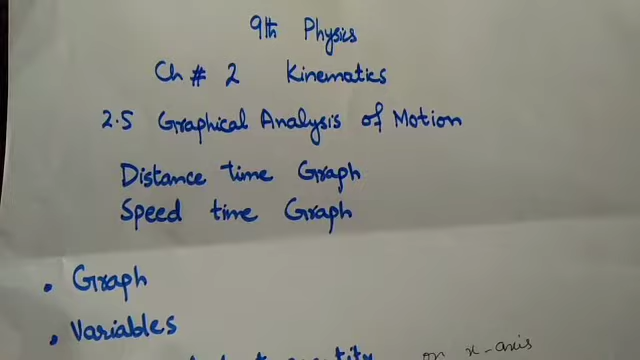 9th Physics
Ch # 2 Kinematics
2.5 Graphical Analysis of Motion
Distance time Graph
Speed time Graph
• Graph
• Variables
on x-axis